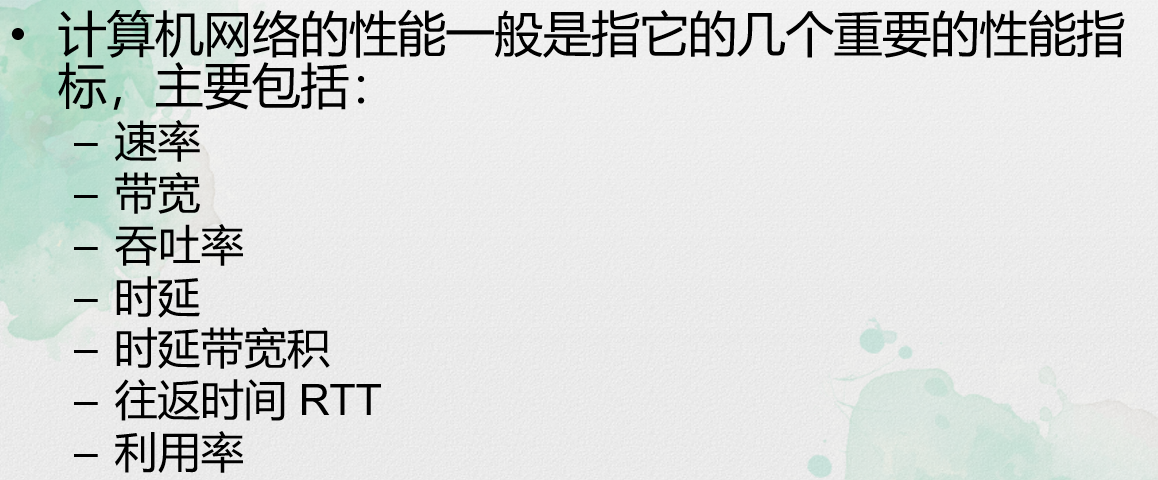 • 计算机网络的性能一般是指它的几个重要的性能指
标，主要包括：
– 速率
– 带宽
– 吞吐率
– 时延
– 时延带宽积
– 往返时间 RTT
– 利用率